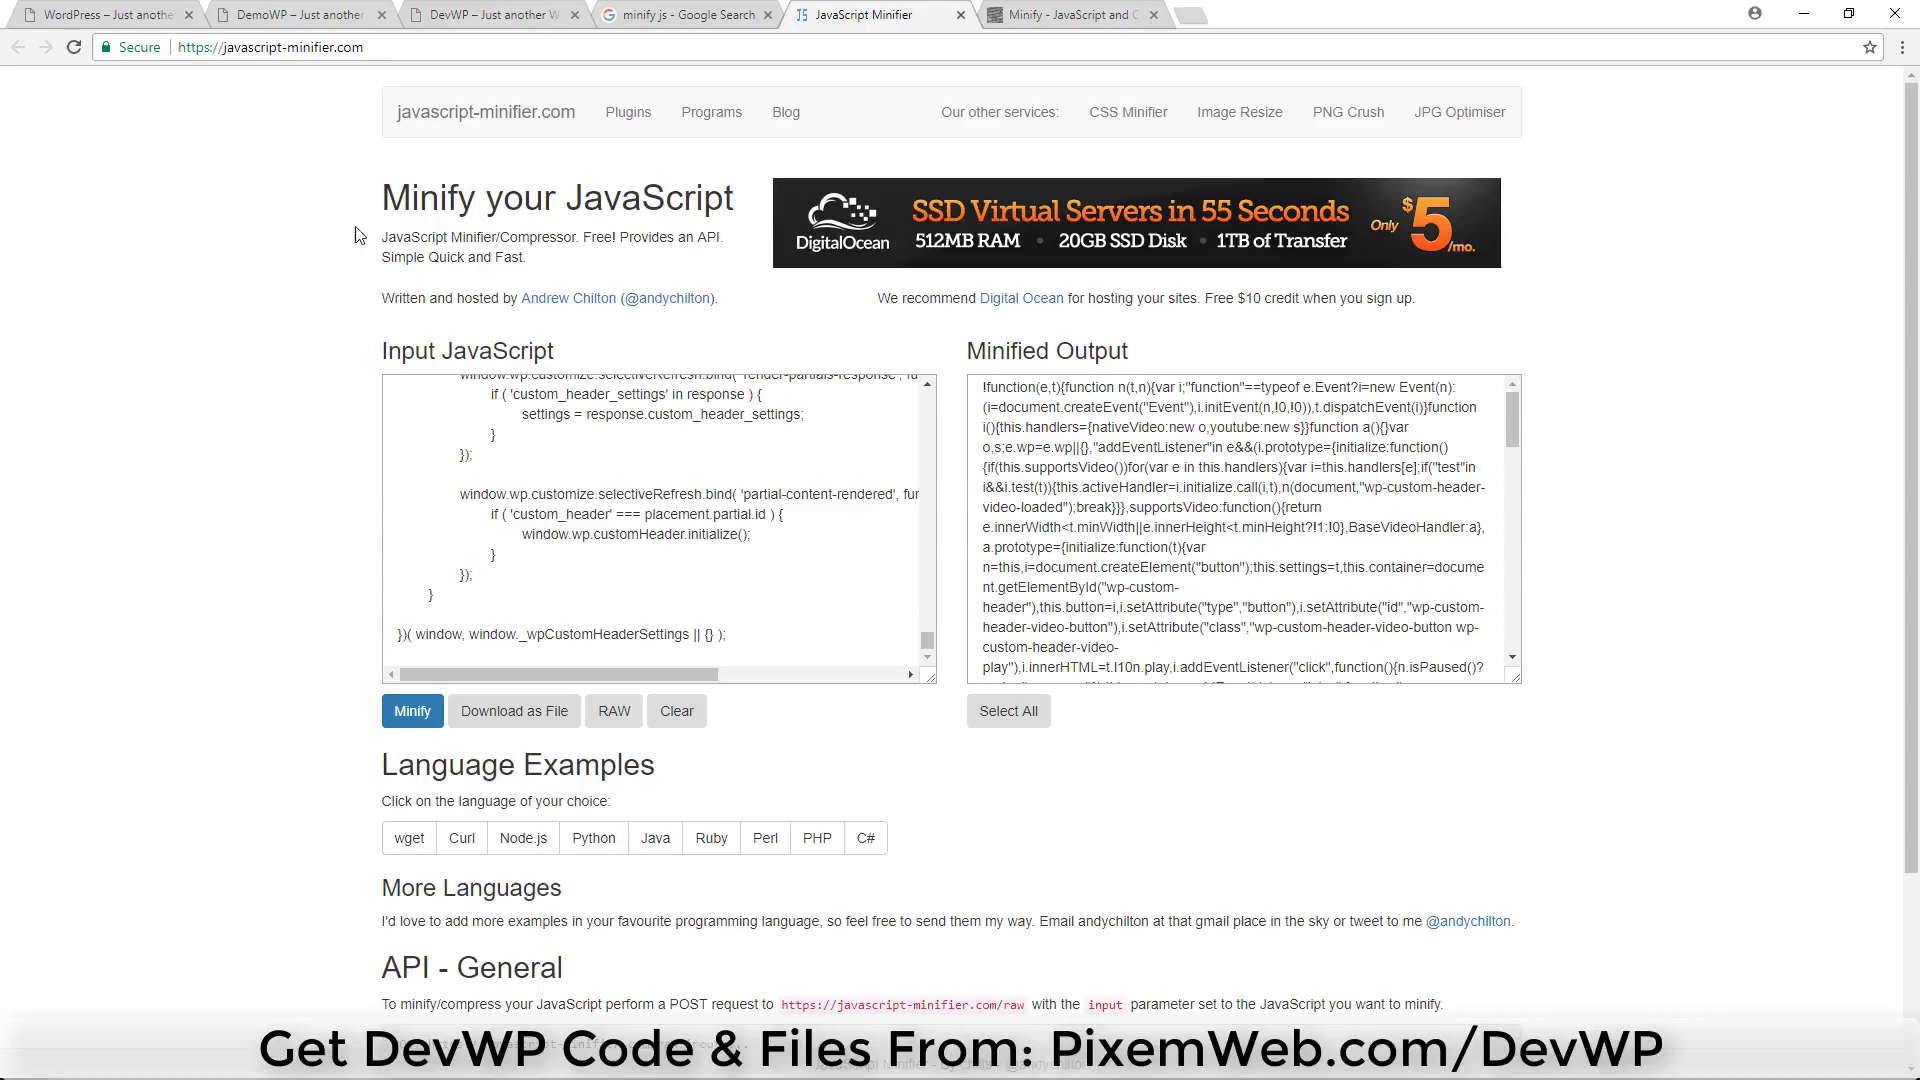 WordPress – Just anothe
DemoWP – Just another
DevWP – Just another W
minify js - Google Search
JavaScript Minifier
Minify - JavaScript and C
Secure
https://javascript-minifier.com
javascript-minifier.com
Plugins
Programs
Blog
Our other services:
CSS Minifier
Image Resize
PNG Crush
JPG Optimiser
Minify your JavaScript
JavaScript Minifier/Compressor. Free! Provides an API.
Simple Quick and Fast.
Written and hosted by Andrew Chilton (@andychilton).
DigitalOcean
SSD Virtual Servers in 55 Seconds
512MB RAM • 20GB SSD Disk • 1TB of Transfer
Only $5/mo.
We recommend Digital Ocean for hosting your sites. Free $10 credit when you sign up.
Input JavaScript
window.wp.customize.selectiveRefresh.bind( 'render-partials-response', fu
if ( 'custom_header_settings' in response ) {
settings = response.custom_header_settings;
}
});
window.wp.customize.selectiveRefresh.bind( 'partial-content-rendered', fur
if ( 'custom_header' === placement.partial.id ) {
window.wp.customHeader.initialize();
}
});
}
})( window, window._wpCustomHeaderSettings || {} );
Minified Output
!function(e,t){function n(t,n){var i;"function"==typeof e.Event?i=new Event(n):
(i=document.createEvent("Event"),i.initEvent(n,!0,!0)),t.dispatchEvent(i)}function
i(){this.handlers={nativeVideo:new o,youtube:new s}}function a(){}var
o,s;e.wp=e.wp||{},"addEventListener"in e&&(i.prototype={initialize:function()
{if(this.supportsVideo())for(var e in this.handlers){var i=this.handlers[e];if("test"in
i&&i.test(t)){this.activeHandler=i.initialize.call(i,t),n(document,"wp-custom-header-
video-loaded");break}}},supportsVideo:function(){return
e.innerWidth<t.minWidth||e.innerHeight<t.minHeight?!1:!0},BaseVideoHandler:a},
a.prototype={initialize:function(t){var
n=this,i=document.createElement("button");this.settings=t,this.container=docume
nt.getElementById("wp-custom-
header"),this.button=i,i.setAttribute("type","button"),i.setAttribute("id","wp-custom-
header-video-button"),i.setAttribute("class","wp-custom-header-video-button wp-
custom-header-video-
play"),i.innerHTML=t.l10n.play,i.addEventListener("click",function(){n.isPaused()?
Minify
Download as File
RAW
Clear
Select All
Language Examples
Click on the language of your choice:
wget
Curl
Node.js
Python
Java
Ruby
Perl
PHP
C#
More Languages
I'd love to add more examples in your favourite programming language, so feel free to send them my way. Email andychilton at that gmail place in the sky or tweet to me @andychilton.
API - General
To minify/compress your JavaScript perform a POST request to https://javascript-minifier.com/raw with the input parameter set to the JavaScript you want to minify.
Get DevWP Code & Files From: PixemWeb.com/DevWP